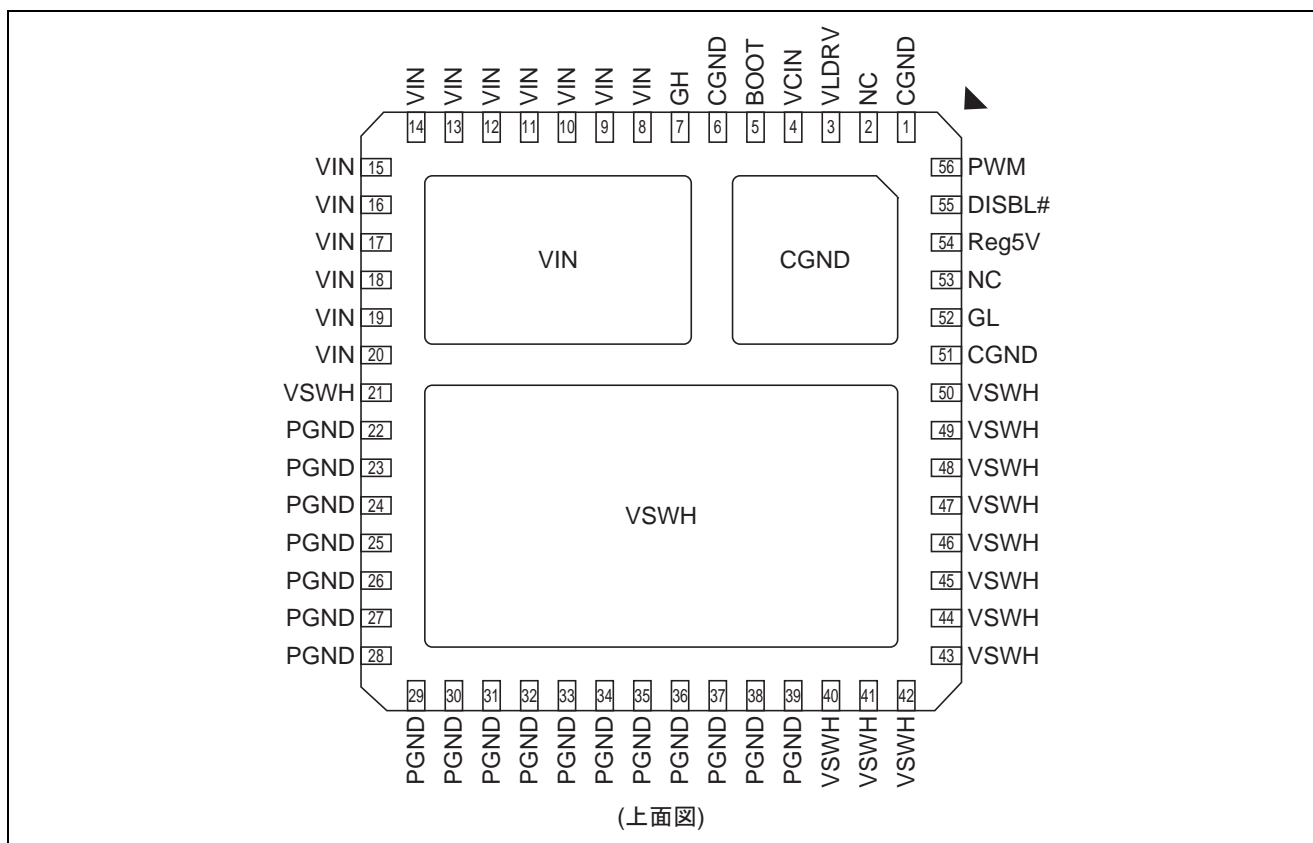 VIN VIN VIN VIN VIN VIN VIN GH CGND BOOT VCIN VLDRV NC CGND
14 13 12 11 10 9 8 7 6 5 4 3 2 1
VIN 15 56 PWM
VIN 16 55 DISBL#
VIN 17 54 Reg5V
VIN CGND
VIN 18 53 NC
VIN 19 52 GL
VIN 20 51 CGND
VSWH 21 50 VSWH
PGND 22 49 VSWH
PGND 23 48 VSWH
PGND 24 47 VSWH
VSWH
PGND 25 46 VSWH
PGND 26 45 VSWH
PGND 27 44 VSWH
PGND 28 43 VSWH
29 30 31 32 33 34 35 36 37 38 39 40 41 42
PGND PGND PGND PGND PGND PGND PGND PGND PGND PGND PGND VSWH VSWH VSWH
(上面図)